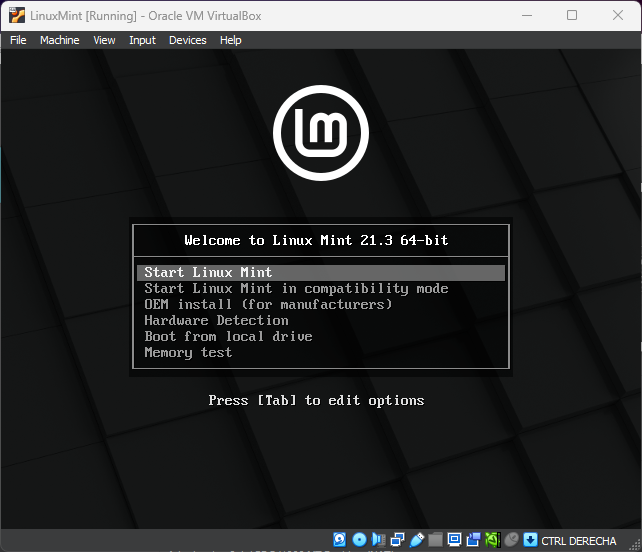 LinuxMint [Running] - Oracle VM VirtualBox
File Machine View Input Devices Help
lm
Welcome to Linux Mint 21.3 64-bit
Start Linux Mint
Start Linux Mint in compatibility mode
OEM install (for manufacturers)
Hardware Detection
Boot from local drive
Memory test
Press [Tab] to edit options
CTRL DERECHA